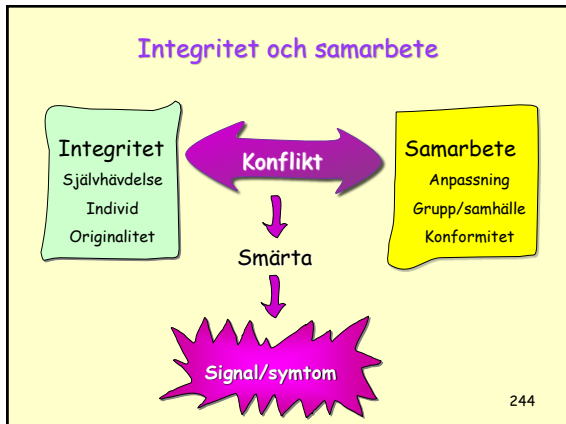 Integritet och samarbete
Integritet
Självhävdelse
Individ
Originalitet
Konflikt
Samarbete
Anpassning
Grupp/samhälle
Konformitet
Smärta
Signal/symtom
244